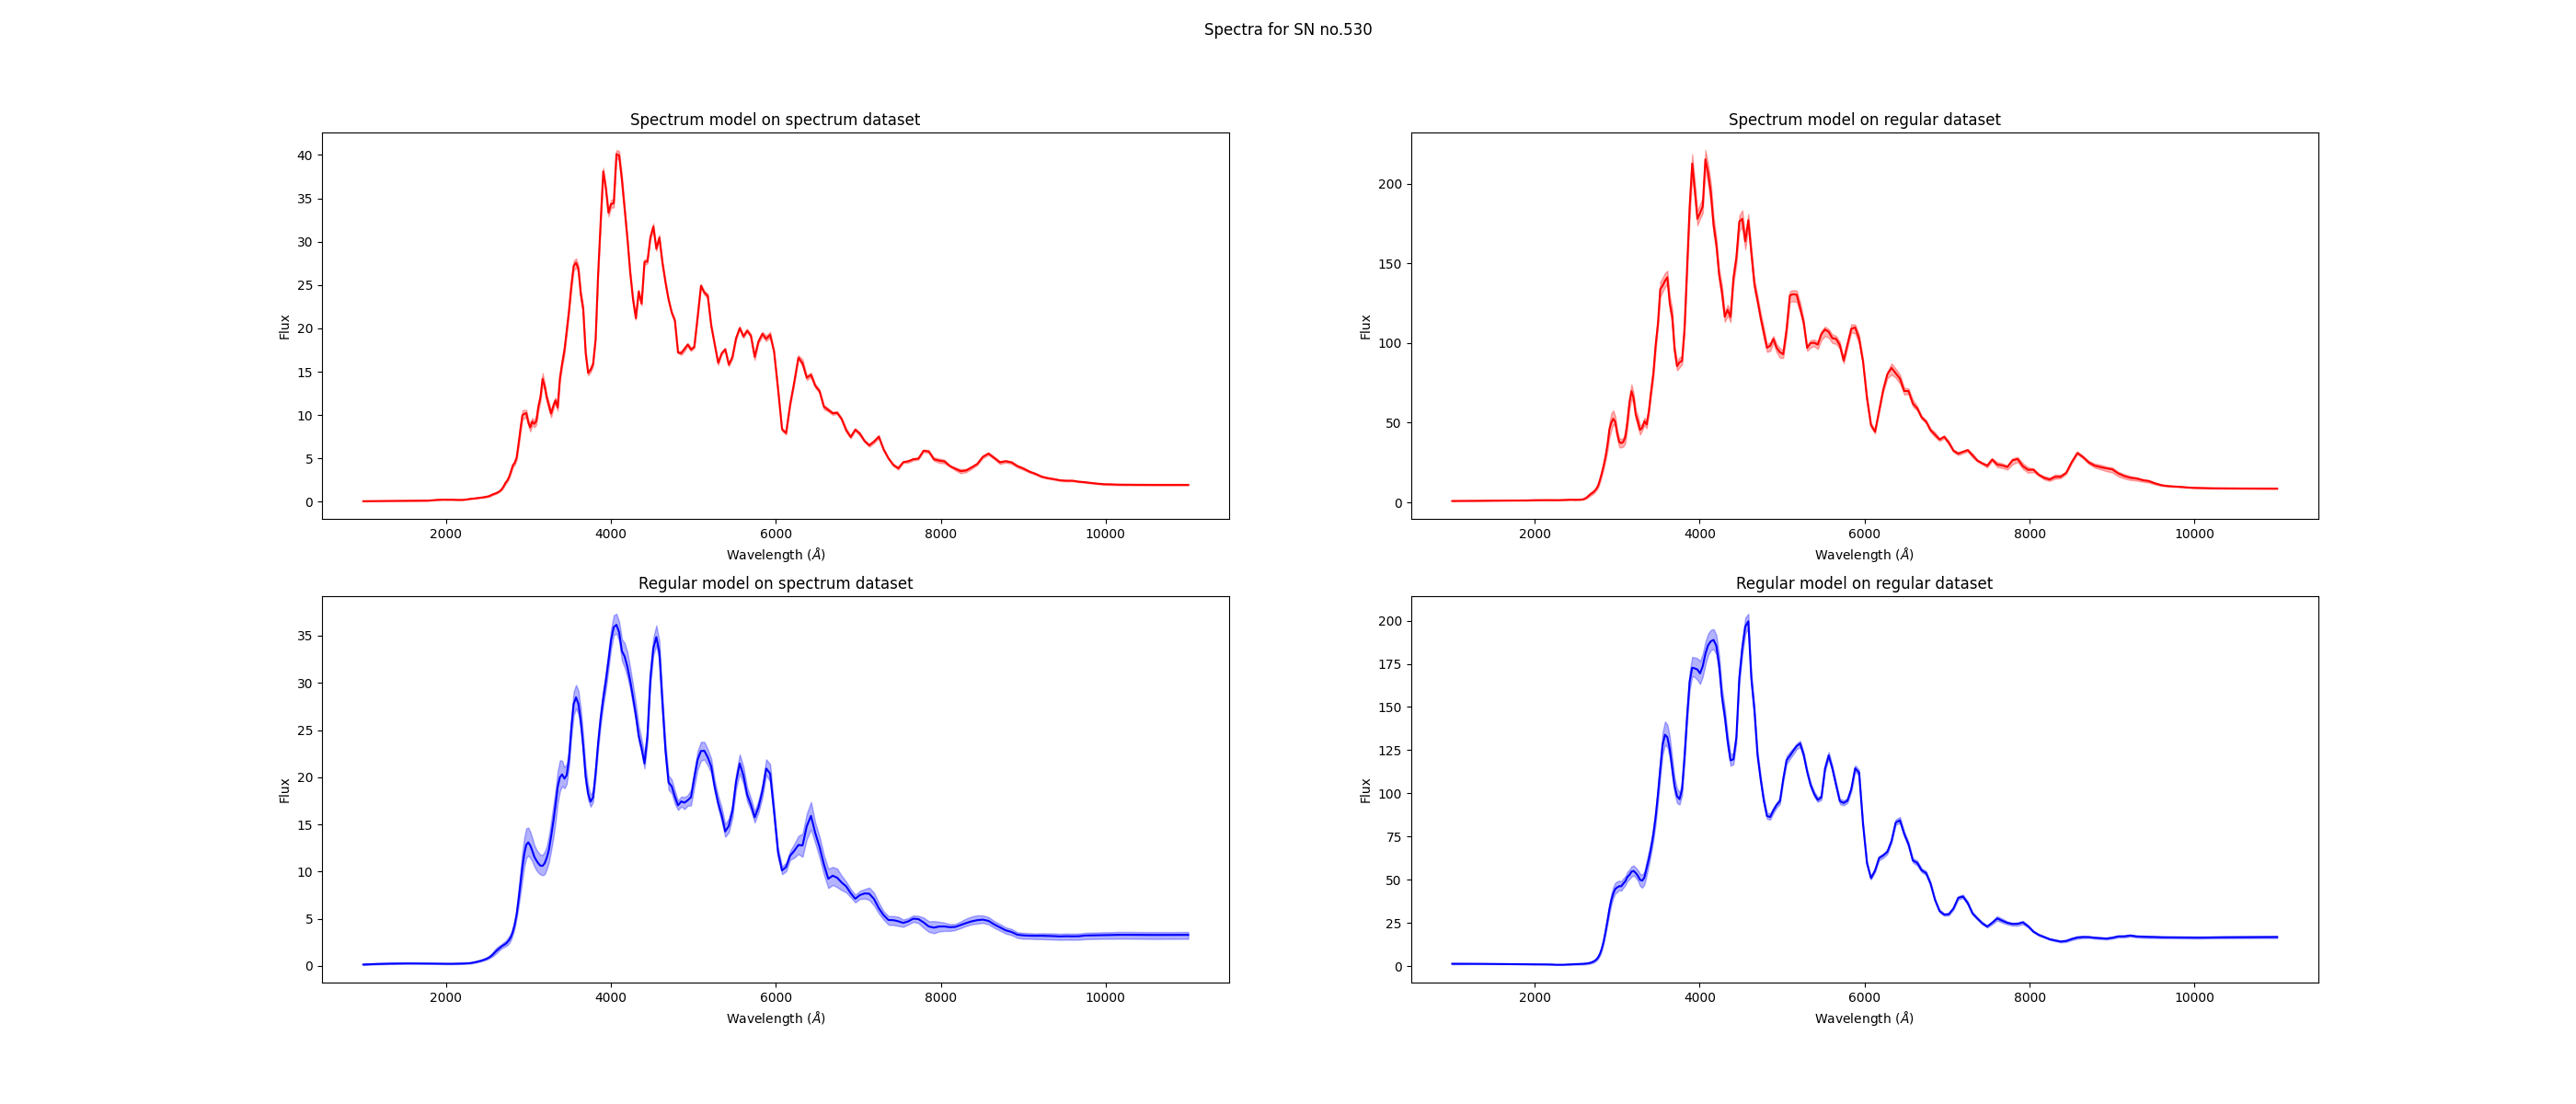 Spectra for SN no.530
Spectrum model on spectrum dataset
40
35
30
25
20
15
10
5
0
Flux
2000 4000 6000 8000 10000
Wavelength (Å)
Spectrum model on regular dataset
200
150
100
50
0
Flux
2000 4000 6000 8000 10000
Wavelength (Å)
Regular model on spectrum dataset
35
30
25
20
15
10
5
0
Flux
2000 4000 6000 8000 10000
Wavelength (Å)
Regular model on regular dataset
200
175
150
125
100
75
50
25
0
Flux
2000 4000 6000 8000 10000
Wavelength (Å)